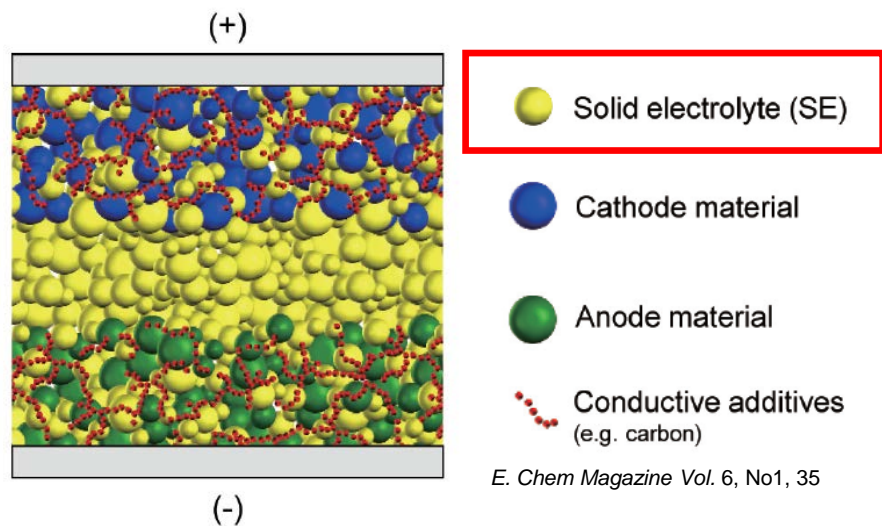 (+)
Solid electrolyte (SE)
Cathode material
Anode material
Conductive additives
(e.g. carbon)
E. Chem Magazine Vol. 6, No1, 35
(-)